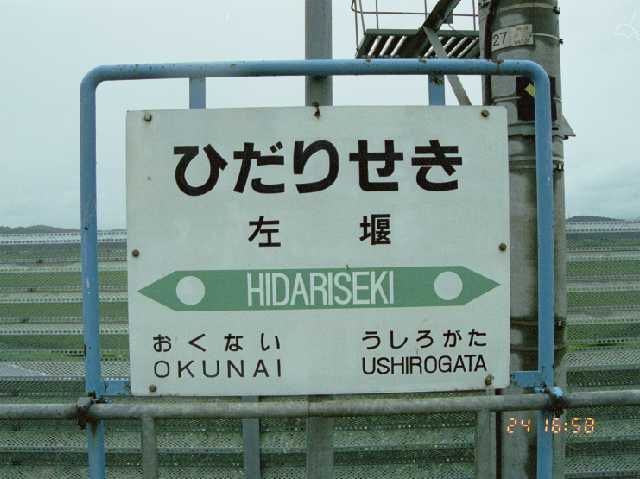 27
ひだりせき
左 堰
HIDARISEKI
おくない うしろがた
OKUNAI USHIROGATA
24 16:58